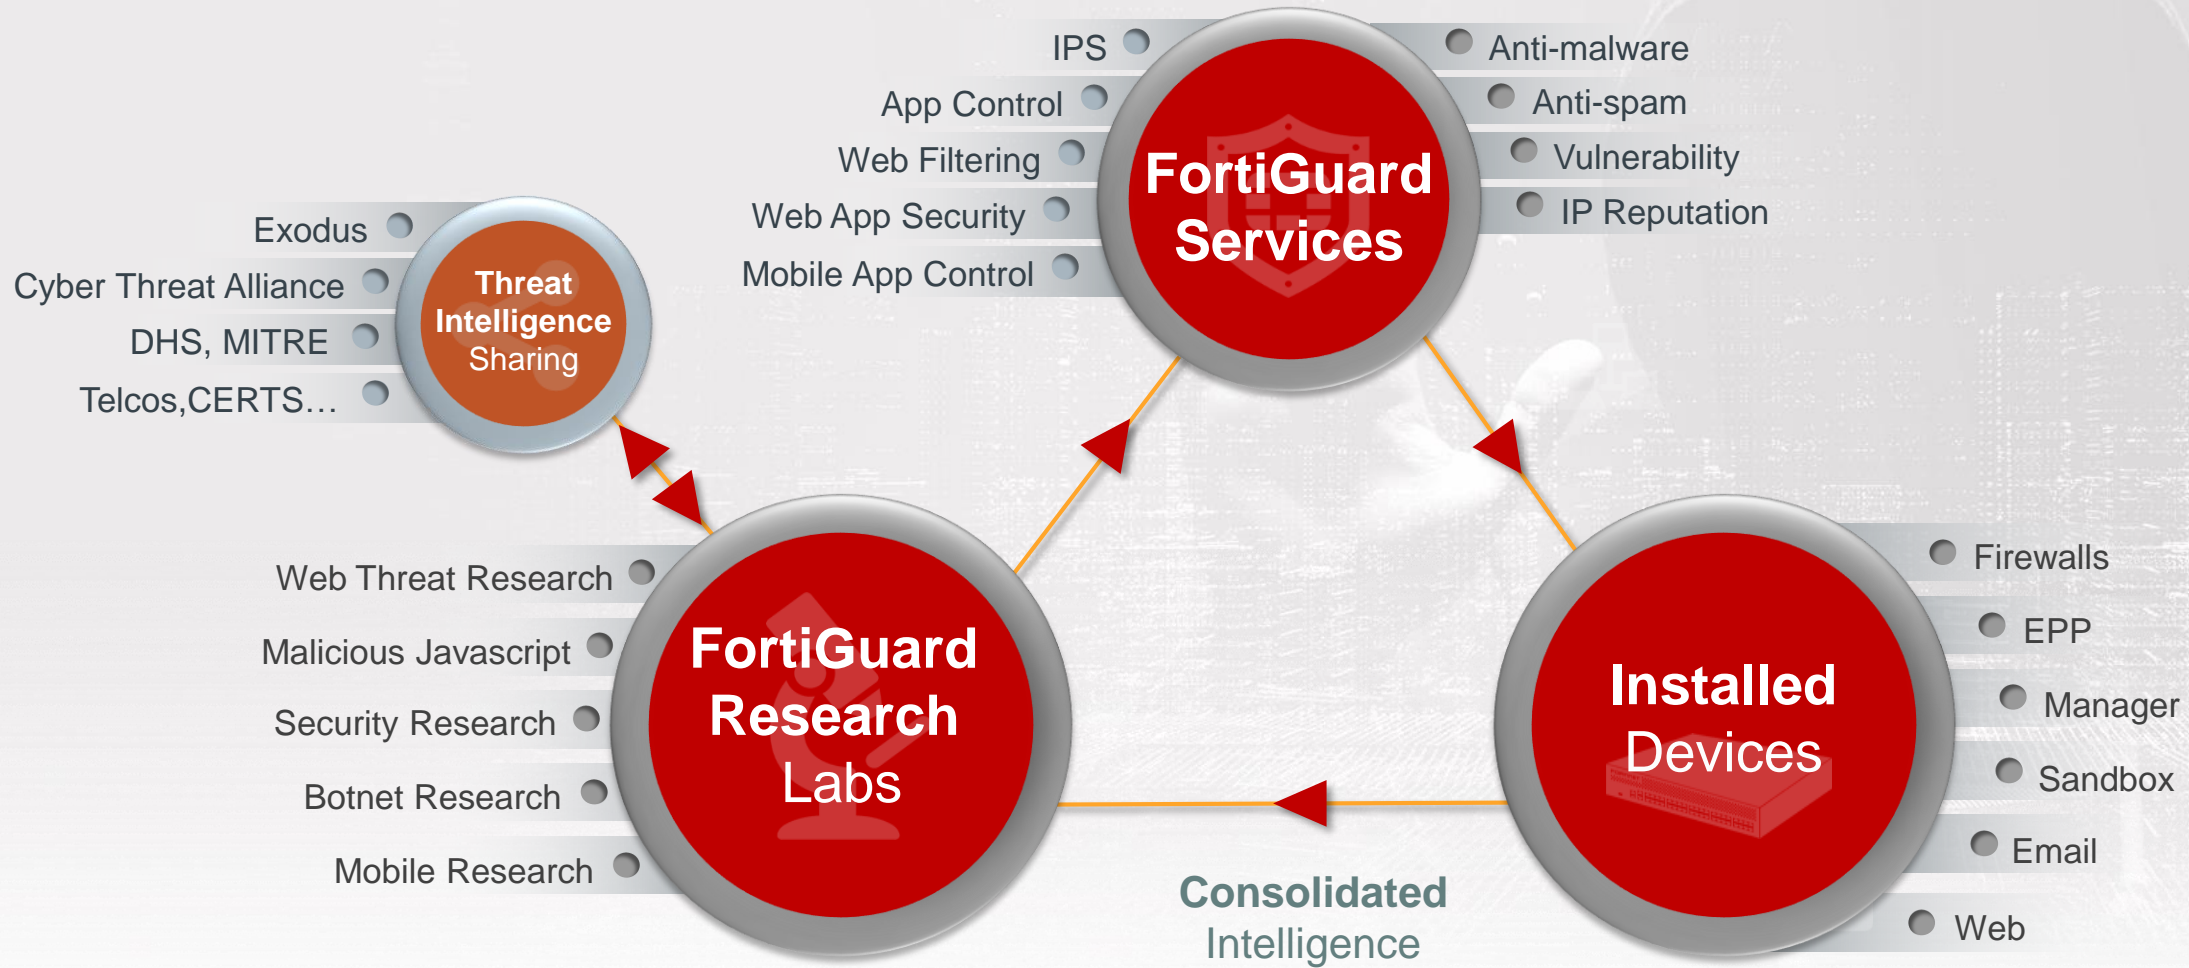 IPS
App Control
Web Filtering
Web App Security
Mobile App Control
FortiGuard
Services
Anti-malware
Anti-spam
Vulnerability
IP Reputation
Exodus
Cyber Threat Alliance
DHS, MITRE
Telcos,CERTS…
Threat
Intelligence
Sharing
Web Threat Research
Malicious Javascript
Security Research
Botnet Research
Mobile Research
FortiGuard
Research
Labs
Installed
Devices
Firewalls
EPP
Manager
Sandbox
Email
Web
Consolidated
Intelligence